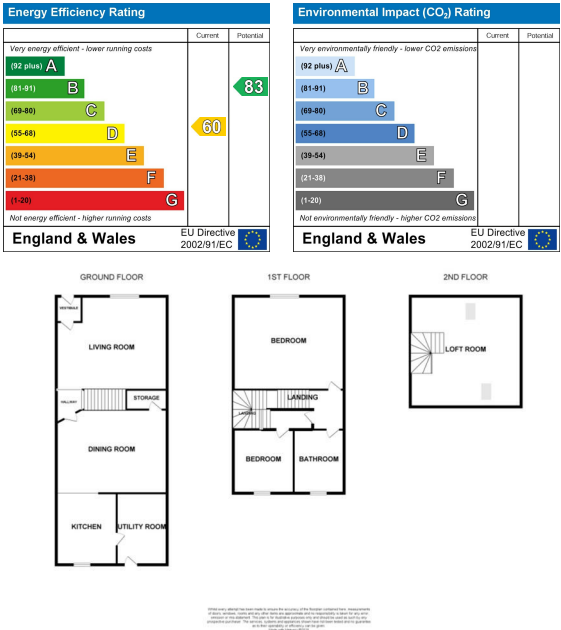 Energy Efficiency Rating
Current Potential
Very energy efficient - lower running costs
(92 plus) A
(81-91) B
83
(69-80) C
(55-68) D
60
(39-54) E
(21-38) F
(1-20) G
Not energy efficient - higher running costs
England & Wales
EU Directive
2002/91/EC
Environmental Impact (CO2) Rating
Current Potential
Very environmentally friendly - lower CO2 emissions
(92 plus) A
(81-91) B
(69-80) C
(55-68) D
(39-54) E
(21-38) F
(1-20) G
Not environmentally friendly - higher CO2 emissions
England & Wales
EU Directive
2002/91/EC
GROUND FLOOR
VESTIBULE
LIVING ROOM
HALLWAY
STORAGE
DINING ROOM
KITCHEN
UTILITY ROOM
1ST FLOOR
BEDROOM
LANDING
LANDING
BEDROOM
BATHROOM
2ND FLOOR
LOFT ROOM